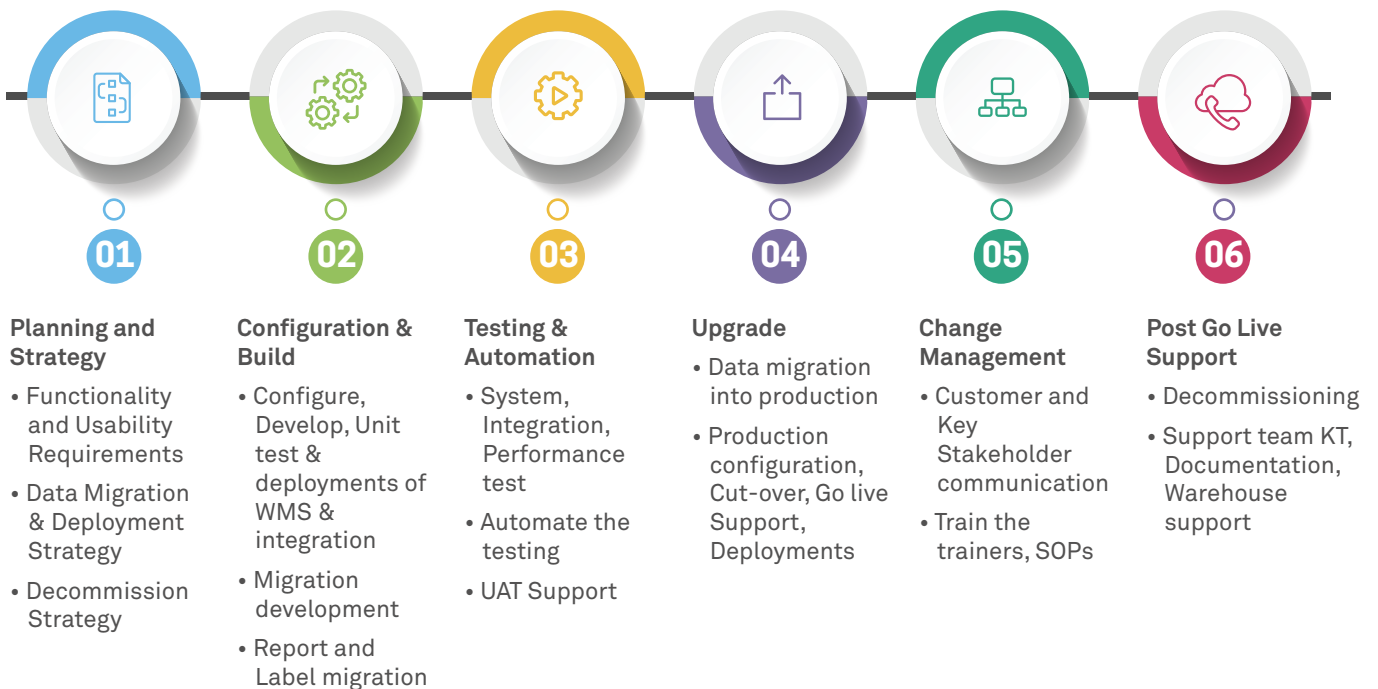 01
Planning and
Strategy
• Functionality
and Usability
Requirements
• Data Migration
& Deployment
Strategy
• Decommission
Strategy
02
Configuration &
Build
• Configure,
Develop, Unit
test &
deployments of
WMS &
integration
• Migration
development
• Report and
Label migration
03
Testing &
Automation
• System,
Integration,
Performance
test
• Automate the
testing
• UAT Support
04
Upgrade
• Data migration
into production
• Production
configuration,
Cut-over, Go live
Support,
Deployments
05
Change
Management
• Customer and
Key
Stakeholder
communication
• Train the
trainers, SOPs
06
Post Go Live
Support
• Decommissioning
• Support team KT,
Documentation,
Warehouse
support